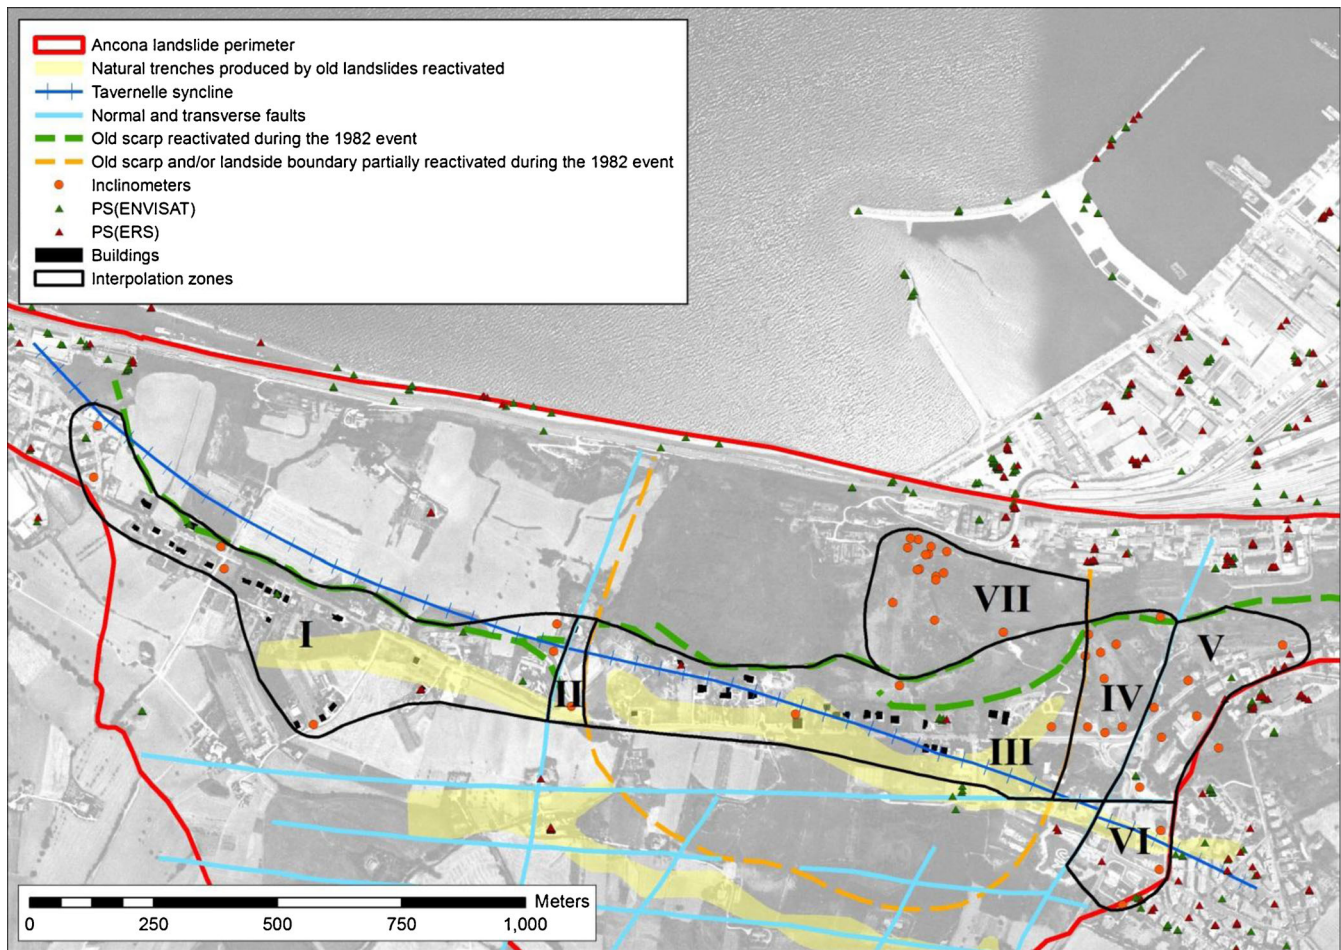 Ancona landslide perimeter
Natural trenches produced by old landslides reactivated
Tavernelle syncline
Normal and transverse faults
Old scarp reactivated during the 1982 event
Old scarp and/or landside boundary partially reactivated during the 1982 event
Inclinometers
PS(ENVISAT)
PS(ERS)
Buildings
Interpolation zones
VII
I
V
II
IV
III
VI
Meters
0 250 500 750 1,000